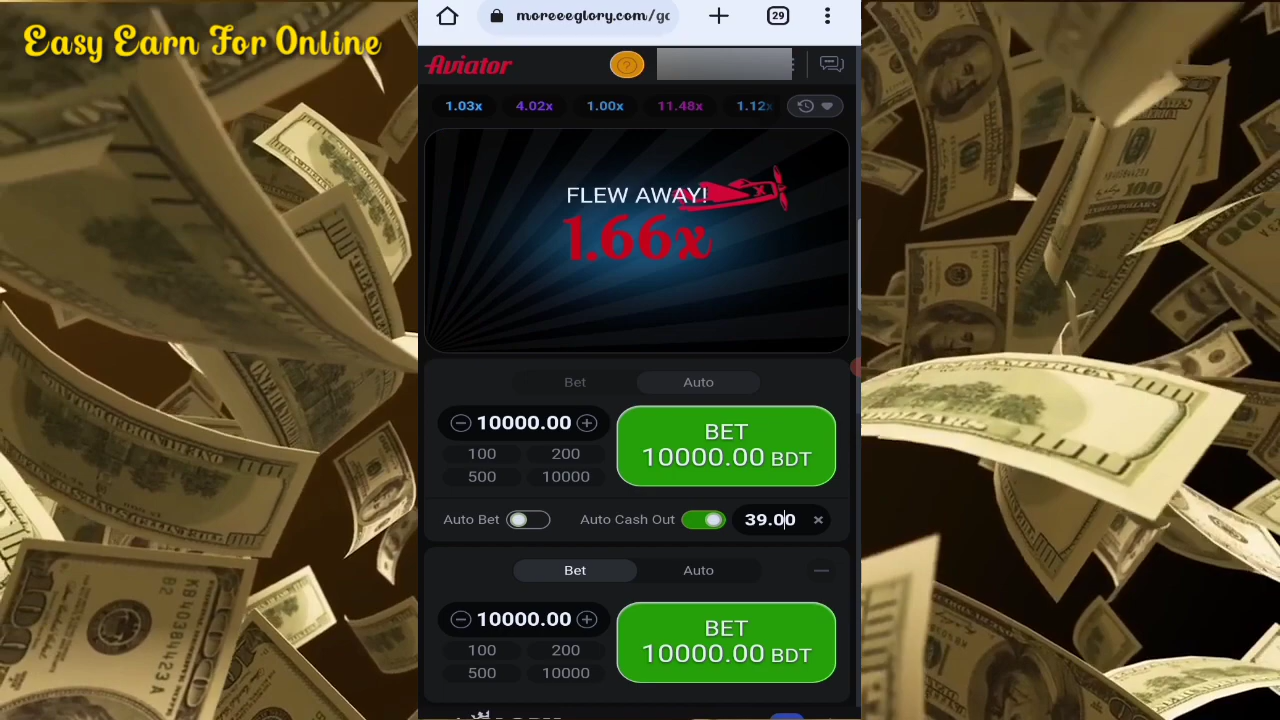 Easy Earn For Online
moreeeglory.com/gc
29
Aviator
?
1.03x 4.02x 1.00x 11.48x 1.12x
FLEW AWAY!
1.66x
Bet Auto
10000.00
100 200
500 10000
BET
10000.00 BDT
Auto Bet Auto Cash Out 39.00
Bet Auto
10000.00
100 200
500 10000
BET
10000.00 BDT